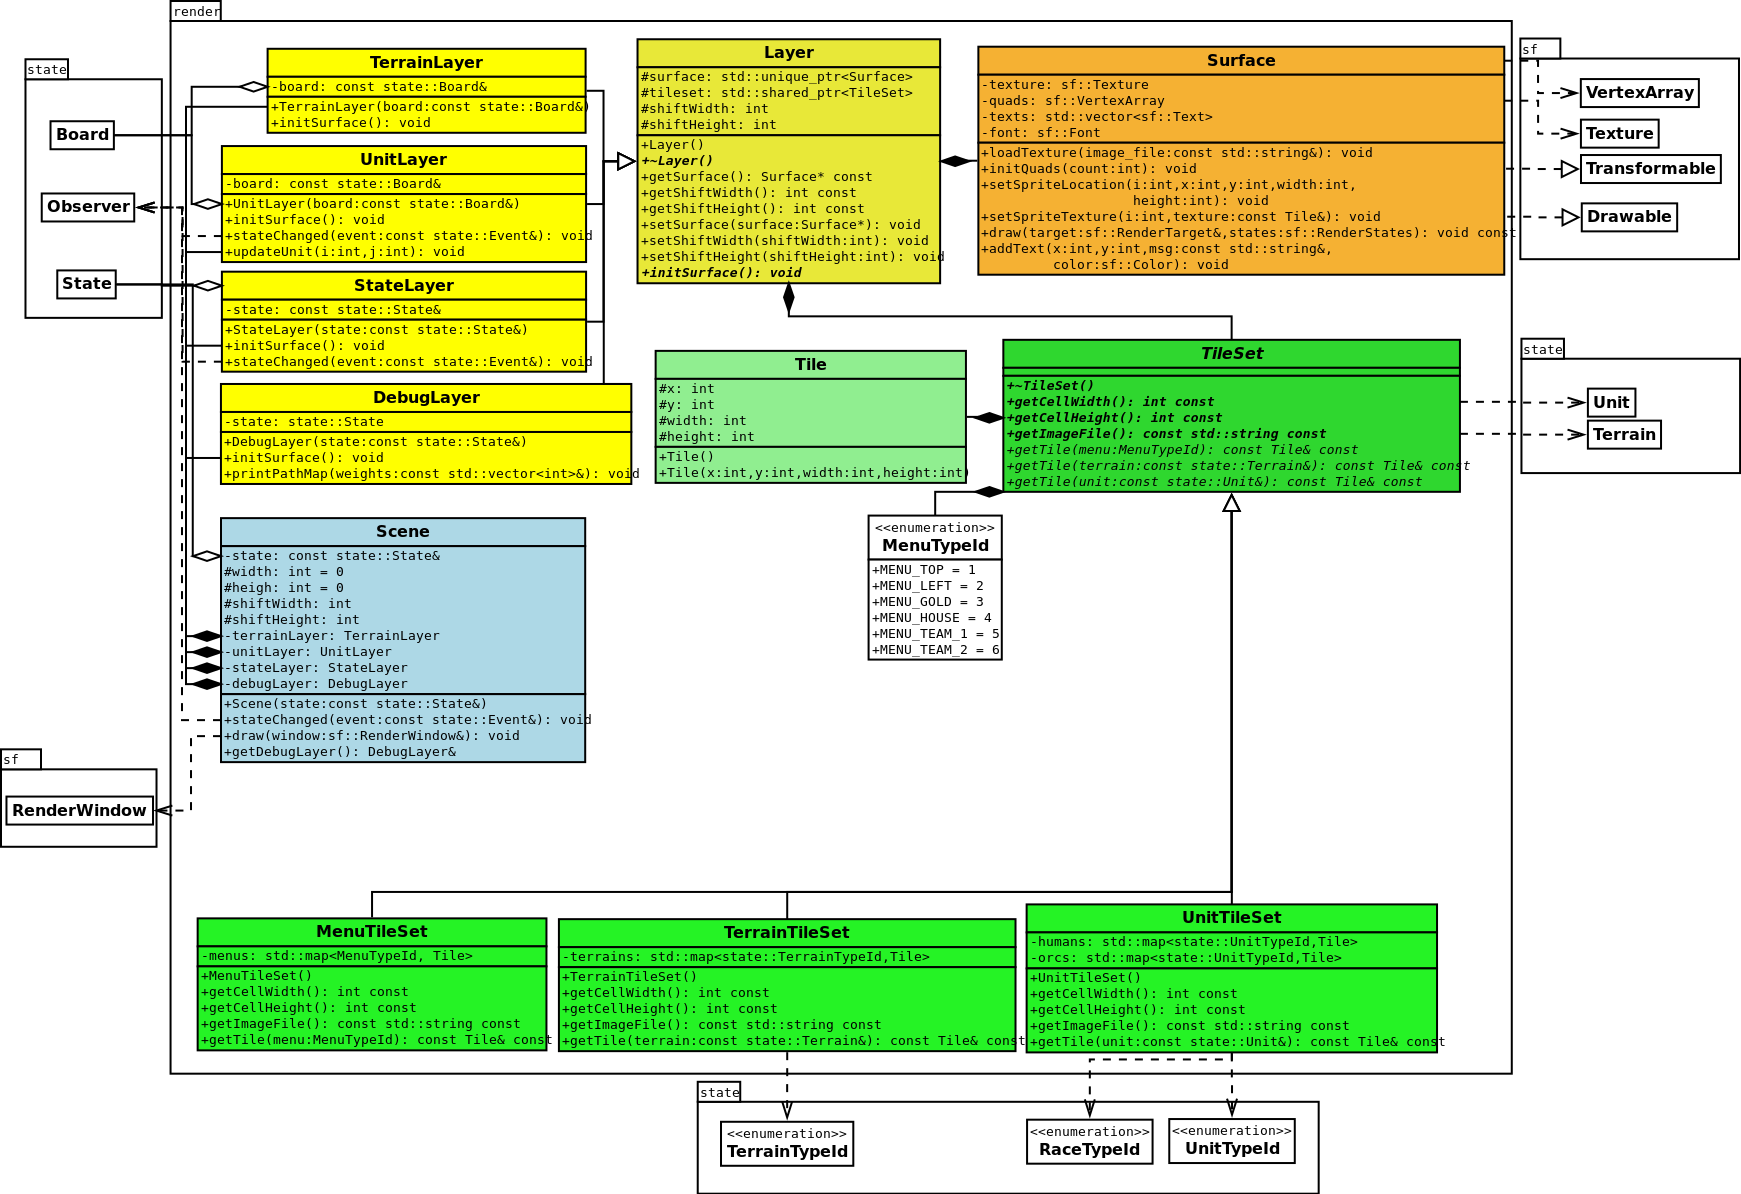 render
state
Board
Observer
State
TerrainLayer
-board: const state::Board&
+TerrainLayer(board:const state::Board&)
+initSurface(): void
UnitLayer
-board: const state::Board&
+UnitLayer(board:const state::Board&)
+initSurface(): void
+stateChanged(event:const state::Event&): void
+updateUnit(i:int,j:int): void
StateLayer
-state: const state::State&
+StateLayer(state:const state::State&)
+initSurface(): void
+stateChanged(event:const state::Event&): void
DebugLayer
-state: state::State
+DebugLayer(state:const state::State&)
+initSurface(): void
+printPathMap(weights:const std::vector<int>&): void
Scene
-state: const state::State&
#width: int = 0
#heigh: int = 0
#shiftWidth: int
#shiftHeight: int
-terrainLayer: TerrainLayer
-unitLayer: UnitLayer
-stateLayer: StateLayer
-debugLayer: DebugLayer
+Scene(state:const state::State&)
+stateChanged(event:const state::Event&): void
+draw(window:sf::RenderWindow&): void
+getDebugLayer(): DebugLayer&
sf
RenderWindow
Layer
#surface: std::unique_ptr<Surface>
#tileset: std::shared_ptr<TileSet>
#shiftWidth: int
#shiftHeight: int
+Layer()
+~Layer()
+getSurface(): Surface* const
+getShiftWidth(): int const
+getShiftHeight(): int const
+setSurface(surface:Surface*): void
+setShiftWidth(shiftWidth:int): void
+setShiftHeight(shiftHeight:int): void
+initSurface(): void
Surface
-texture: sf::Texture
-quads: sf::VertexArray
-texts: std::vector<sf::Text>
-font: sf::Font
+loadTexture(image_file:const std::string&): void
+initQuads(count:int): void
+setSpriteLocation(i:int,x:int,y:int,width:int,
height:int): void
+setSpriteTexture(i:int,texture:const Tile&): void
+draw(target:sf::RenderTarget&,states:sf::RenderStates): void const
+addText(x:int,y:int,msg:const std::string&,
color:sf::Color): void
sf
VertexArray
Texture
Transformable
Drawable
Tile
#x: int
#y: int
#width: int
#height: int
+Tile()
+Tile(x:int,y:int,width:int,height:int)
TileSet
+~TileSet()
+getCellWidth(): int const
+getCellHeight(): int const
+getImageFile(): const std::string const
+getTile(menu:MenuTypeId): const Tile& const
+getTile(terrain:const state::Terrain&): const Tile& const
+getTile(unit:const state::Unit&): const Tile& const
state
Unit
Terrain
<<enumeration>>
MenuTypeId
+MENU_TOP = 1
+MENU_LEFT = 2
+MENU_GOLD = 3
+MENU_HOUSE = 4
+MENU_TEAM_1 = 5
+MENU_TEAM_2 = 6
MenuTileSet
-menus: std::map<MenuTypeId, Tile>
+MenuTileSet()
+getCellWidth(): int const
+getCellHeight(): int const
+getImageFile(): const std::string const
+getTile(menu:MenuTypeId): const Tile& const
TerrainTileSet
-terrains: std::map<state::TerrainTypeId,Tile>
+TerrainTileSet()
+getCellWidth(): int const
+getCellHeight(): int const
+getImageFile(): const std::string const
+getTile(terrain:const state::Terrain&): const Tile& const
UnitTileSet
-humans: std::map<state::UnitTypeId,Tile>
-orcs: std::map<state::UnitTypeId,Tile>
+UnitTileSet()
+getCellWidth(): int const
+getCellHeight(): int const
+getImageFile(): const std::string const
+getTile(unit:const state::Unit&): const Tile& const
state
<<enumeration>>
TerrainTypeId
<<enumeration>>
RaceTypeId
<<enumeration>>
UnitTypeId